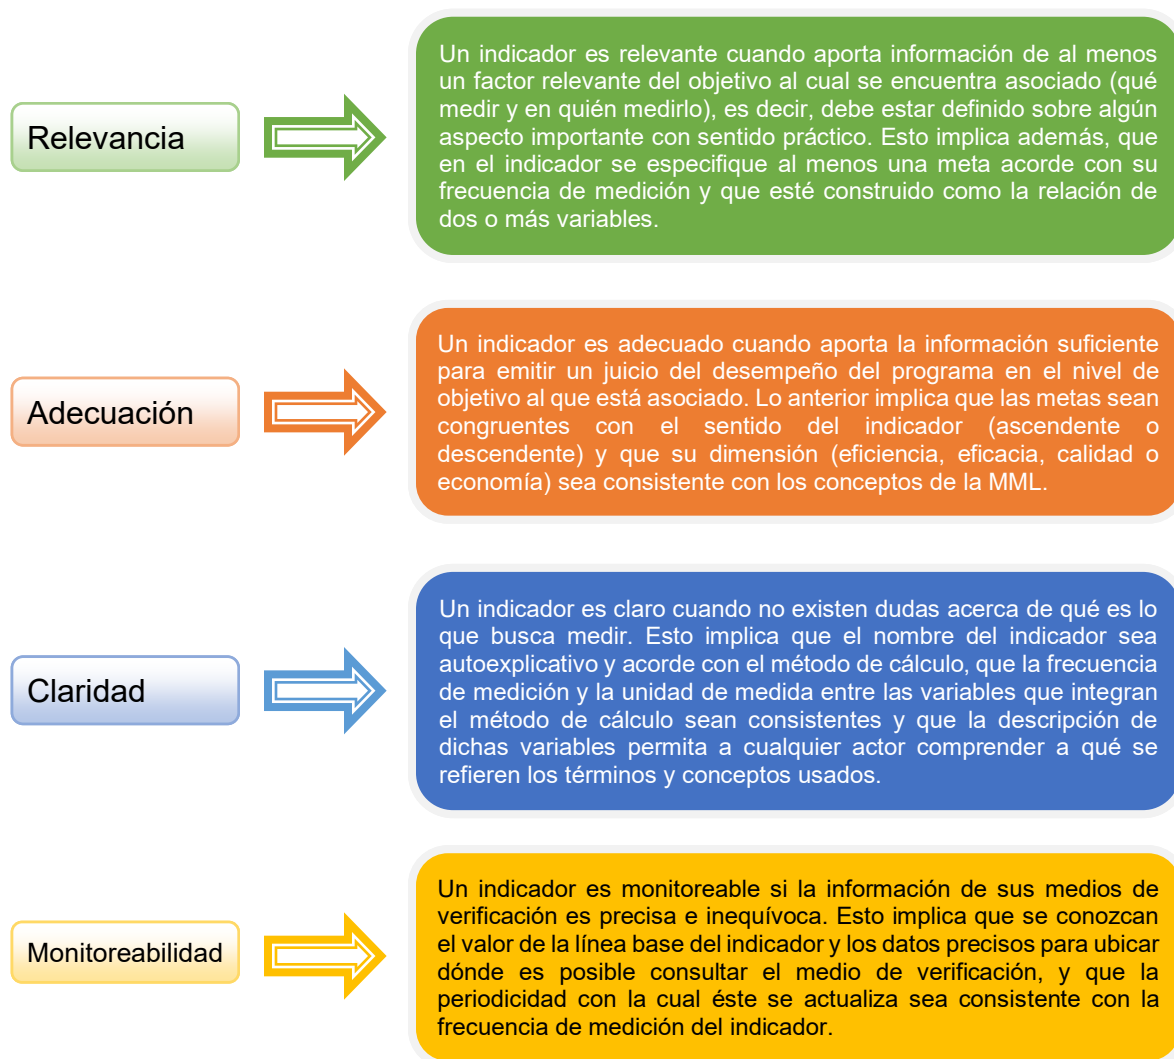 Relevancia
Un indicador es relevante cuando aporta información de al menos
un factor relevante del objetivo al cual se encuentra asociado (qué
medir y en quién medirlo), es decir, debe estar definido sobre algún
aspecto importante con sentido práctico. Esto implica además, que
en el indicador se especifique al menos una meta acorde con su
frecuencia de medición y que esté construido como la relación de
dos o más variables.
Adecuación
Un indicador es adecuado cuando aporta la información suficiente
para emitir un juicio del desempeño del programa en el nivel de
objetivo al que está asociado. Lo anterior implica que las metas sean
congruentes con el sentido del indicador (ascendente o
descendente) y que su dimensión (eficiencia, eficacia, calidad o
economía) sea consistente con los conceptos de la MML.
Claridad
Un indicador es claro cuando no existen dudas acerca de qué es lo
que busca medir. Esto implica que el nombre del indicador sea
autoexplicativo y acorde con el método de cálculo, que la frecuencia
de medición y la unidad de medida entre las variables que integran
el método de cálculo sean consistentes y que la descripción de
dichas variables permita a cualquier actor comprender a qué se
refieren los términos y conceptos usados.
Monitoreabilidad
Un indicador es monitoreable si la información de sus medios de
verificación es precisa e inequívoca. Esto implica que se conozcan
el valor de la línea base del indicador y los datos precisos para ubicar
dónde es posible consultar el medio de verificación, y que la
periodicidad con la cual éste se actualiza sea consistente con la
frecuencia de medición del indicador.